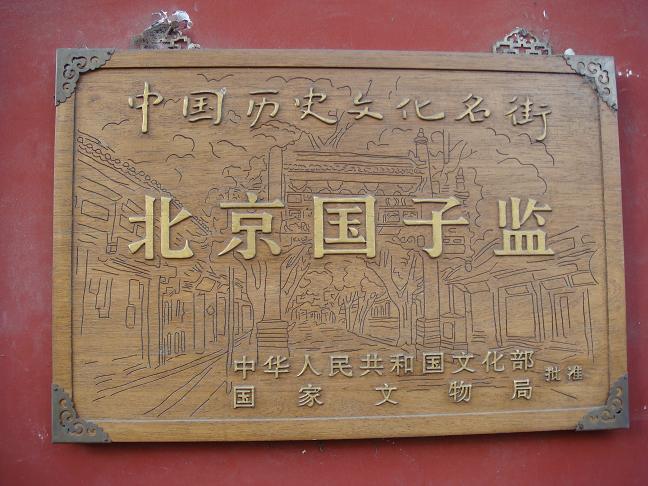 中国历史文化名街
北京国子监
中华人民共和国文化部
国家文物局
批准